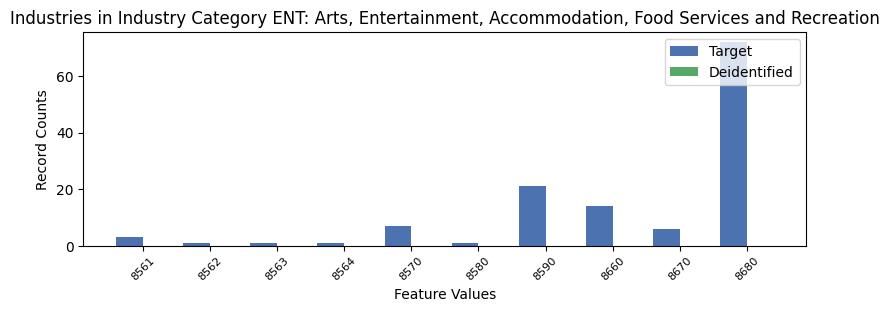 Industries in Industry Category ENT: Arts, Entertainment, Accommodation, Food Services and Recreation
Target
Deidentified
Record Counts
60
40
20
0
8561 8562 8563 8564 8570 8580 8590 8660 8670 8680
Feature Values